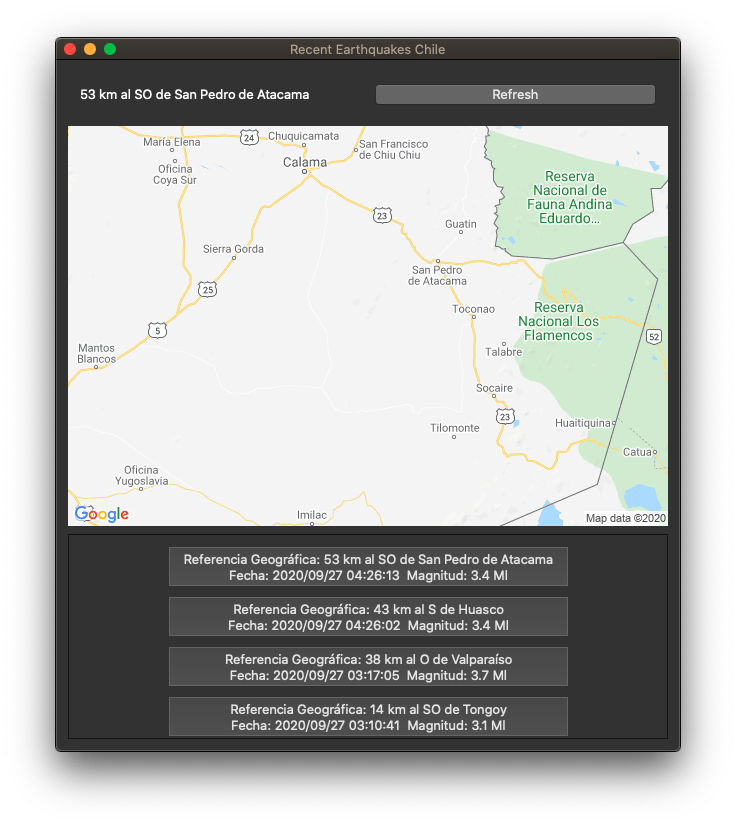 Recent Earthquakes Chile
53 km al SO de San Pedro de Atacama
Refresh
María Elena
24
Chuquicamata
San Francisco
de Chiu Chiu
Calama
Oficina
Coya Sur
Reserva
Nacional de
Fauna Andina
Eduardo...
23
Guatin
Sierra Gorda
San Pedro
de Atacama
25
Toconao
Reserva
Nacional Los
Flamencos
5
52
Mantos
Blancos
Talabre
Socaire
23
Tilomonte
Huaitiquina
Catua
Oficina
Yugoslavia
Imilac
Google
Map data ©2020
Referencia Geográfica: 53 km al SO de San Pedro de Atacama
Fecha: 2020/09/27 04:26:13 Magnitud: 3.4 Ml
Referencia Geográfica: 43 km al S de Huasco
Fecha: 2020/09/27 04:26:02 Magnitud: 3.4 Ml
Referencia Geográfica: 38 km al O de Valparaíso
Fecha: 2020/09/27 03:17:05 Magnitud: 3.7 Ml
Referencia Geográfica: 14 km al SO de Tongoy
Fecha: 2020/09/27 03:10:41 Magnitud: 3.1 Ml